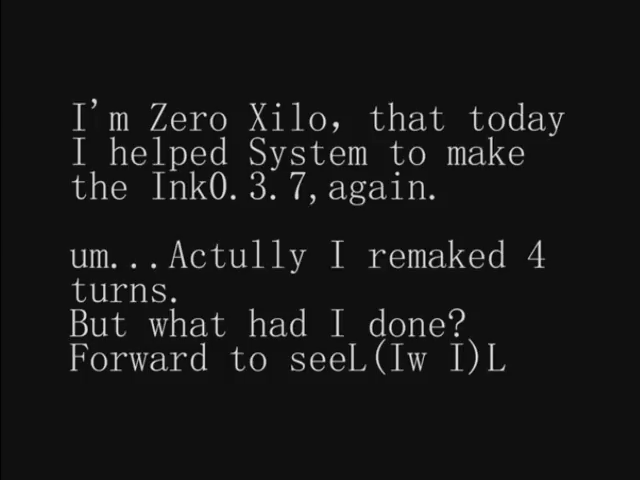 I'm Zero Xilo, that today
I helped System to make
the Ink0.3.7,again.
um...Actully I remaked 4
turns.
But what had I done?
Forward to seeL(Iw I)L